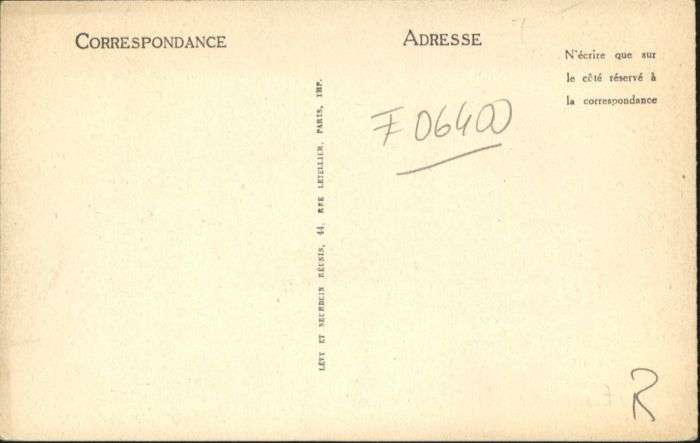 CORRESPONDANCE
ADRESSE
N'écrire que sur
le côté réservé à
la correspondance
F 06400
LÉVY ET NEURDEIN RÉUNIS, 44, RUE LETELLIER, PARIS, IMP.
R